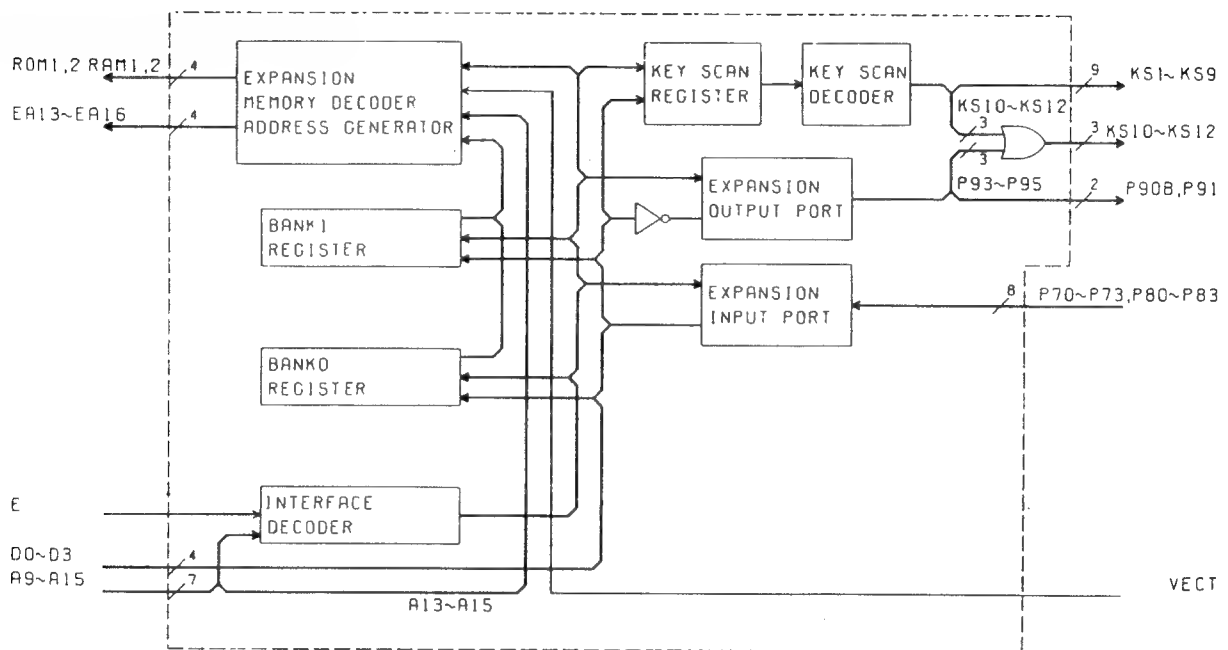 ROM1,2 RAM1,2
4
EA13~EA16
4
EXPANSION
MEMORY DECODER
ADDRESS GENERATOR
KEY SCAN
REGISTER
KEY SCAN
DECODER
9
KS1~KS9
KS10~KS12
3
3
3
KS10~KS12
P93~P95
2
P90B,P91
EXPANSION
OUTPUT PORT
BANK1
REGISTER
EXPANSION
INPUT PORT
8
P70~P73,P80~P83
BANK0
REGISTER
E
INTERFACE
DECODER
D0~D3
4
A9~A15
7
A13~A15
VECT